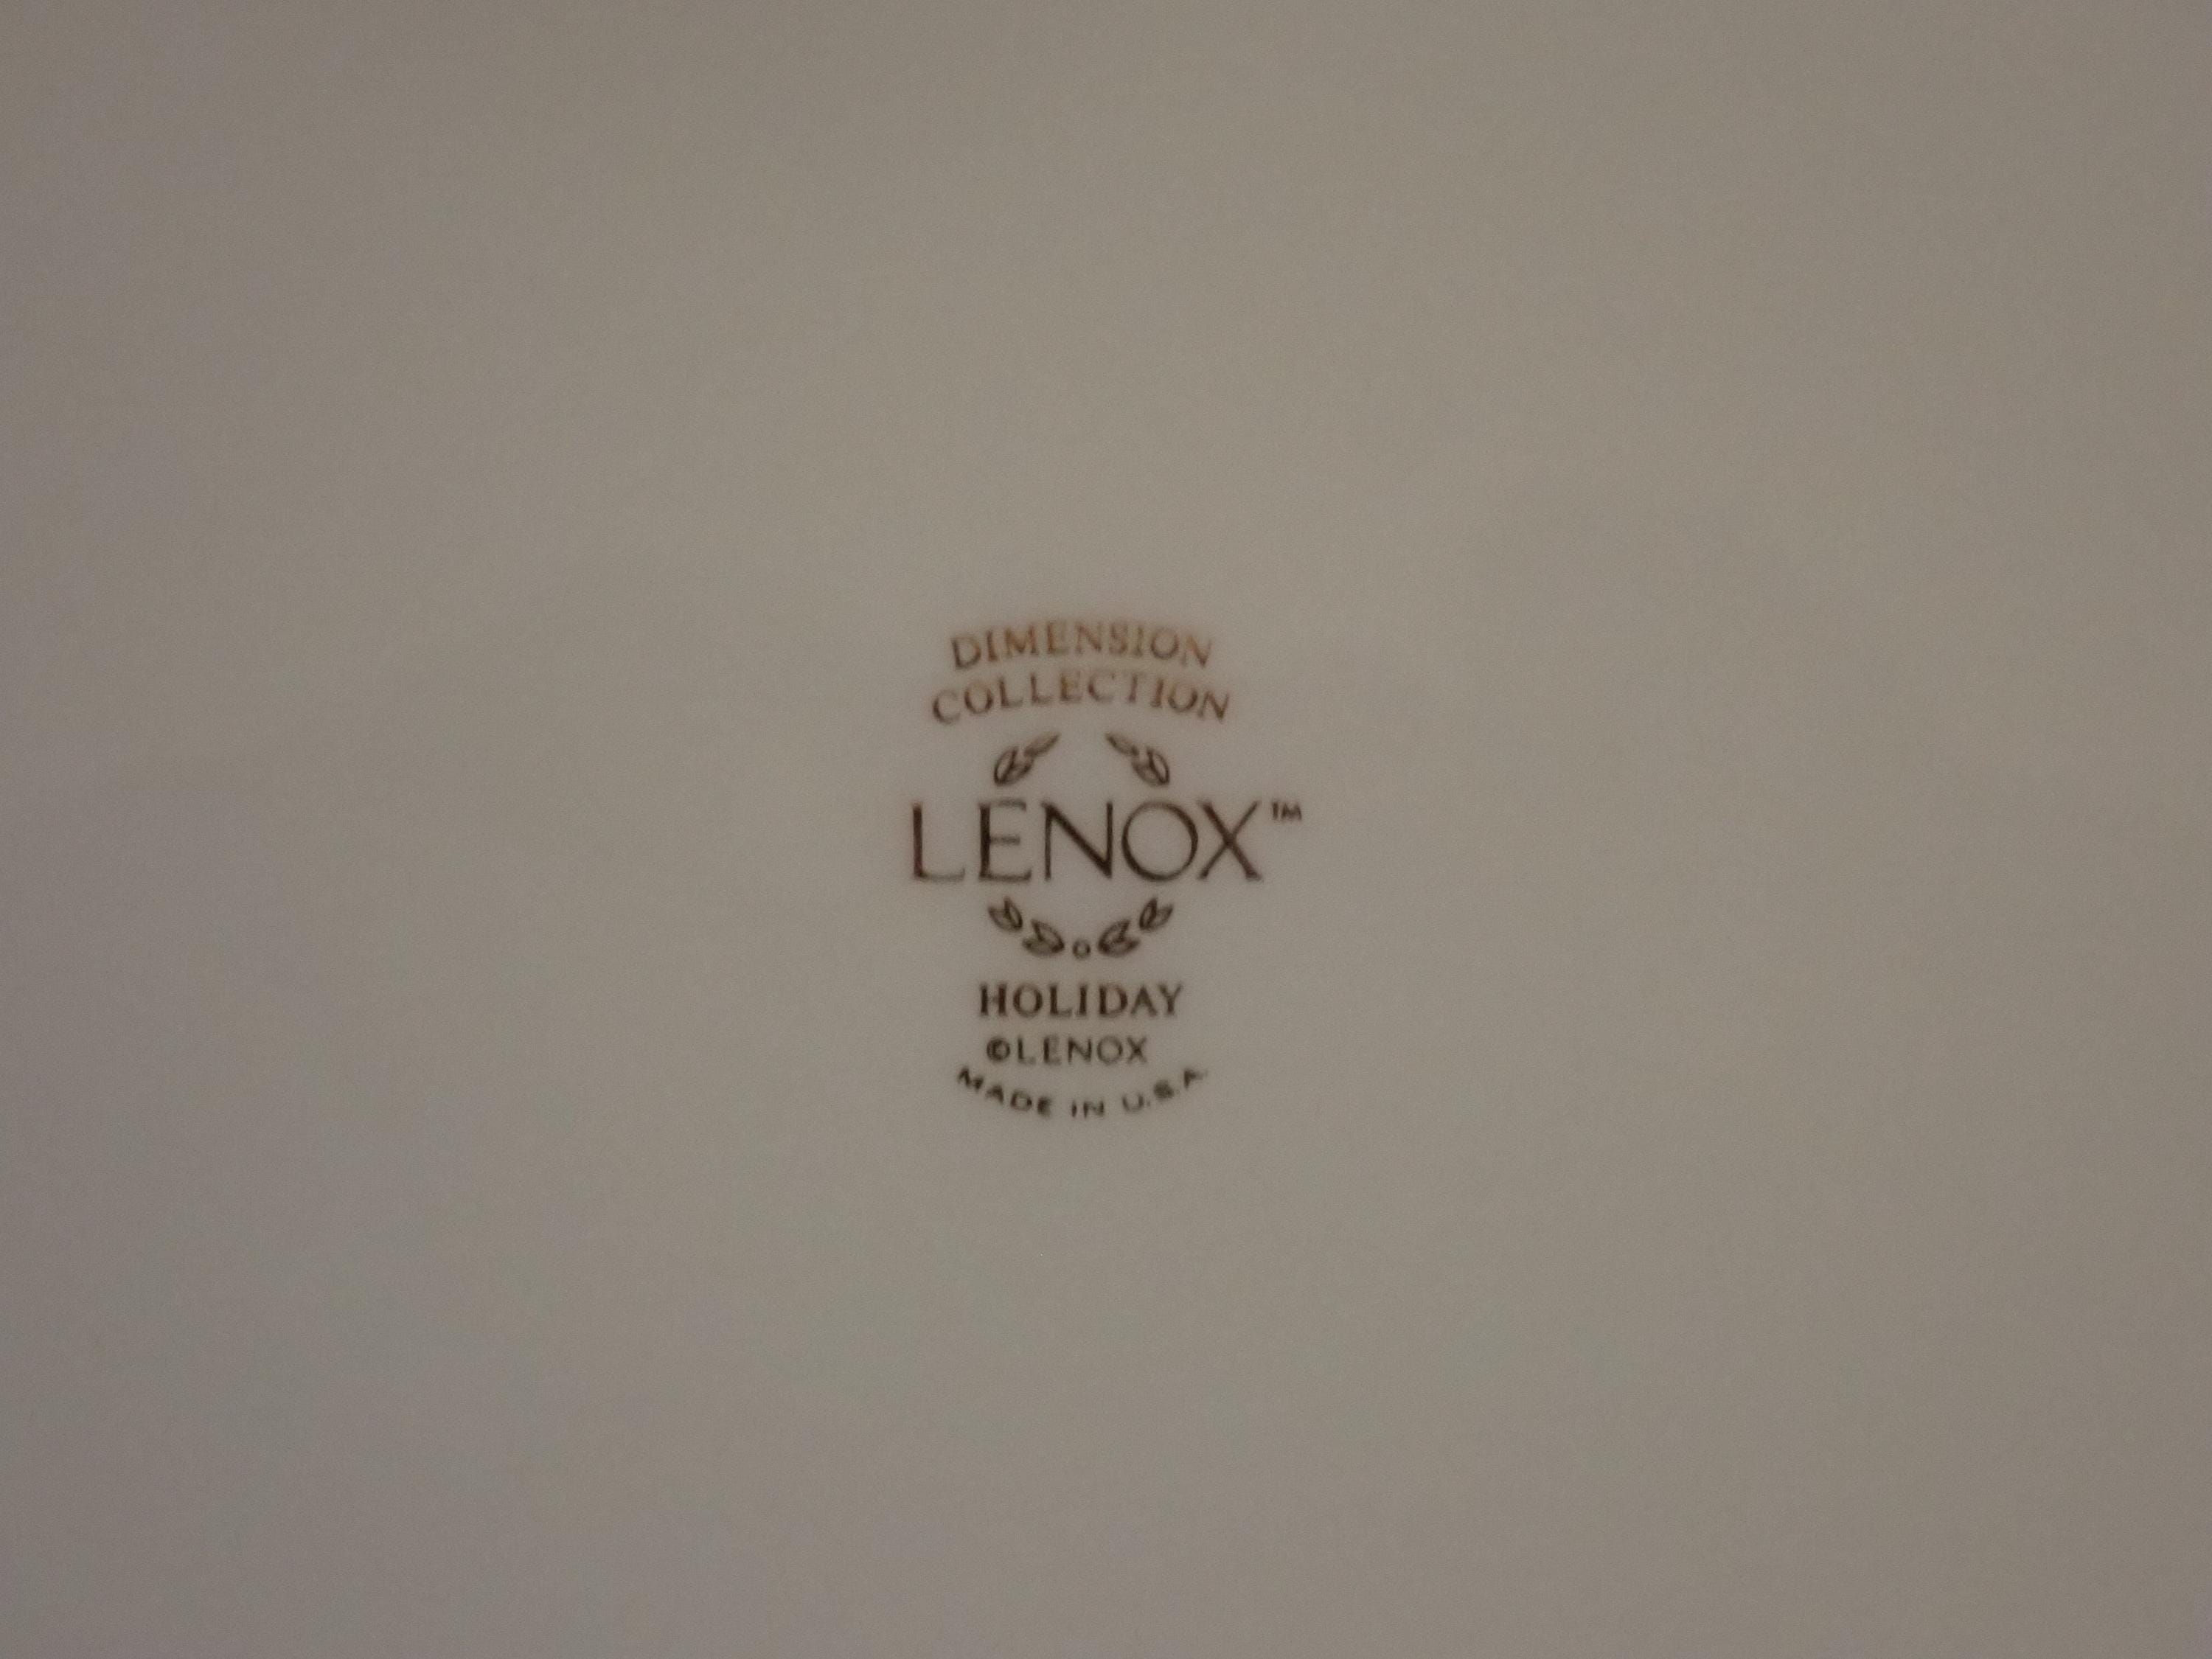 DIMENSION
COLLECTION
LENOX™
HOLIDAY
©LENOX
MADE IN U.S.A.